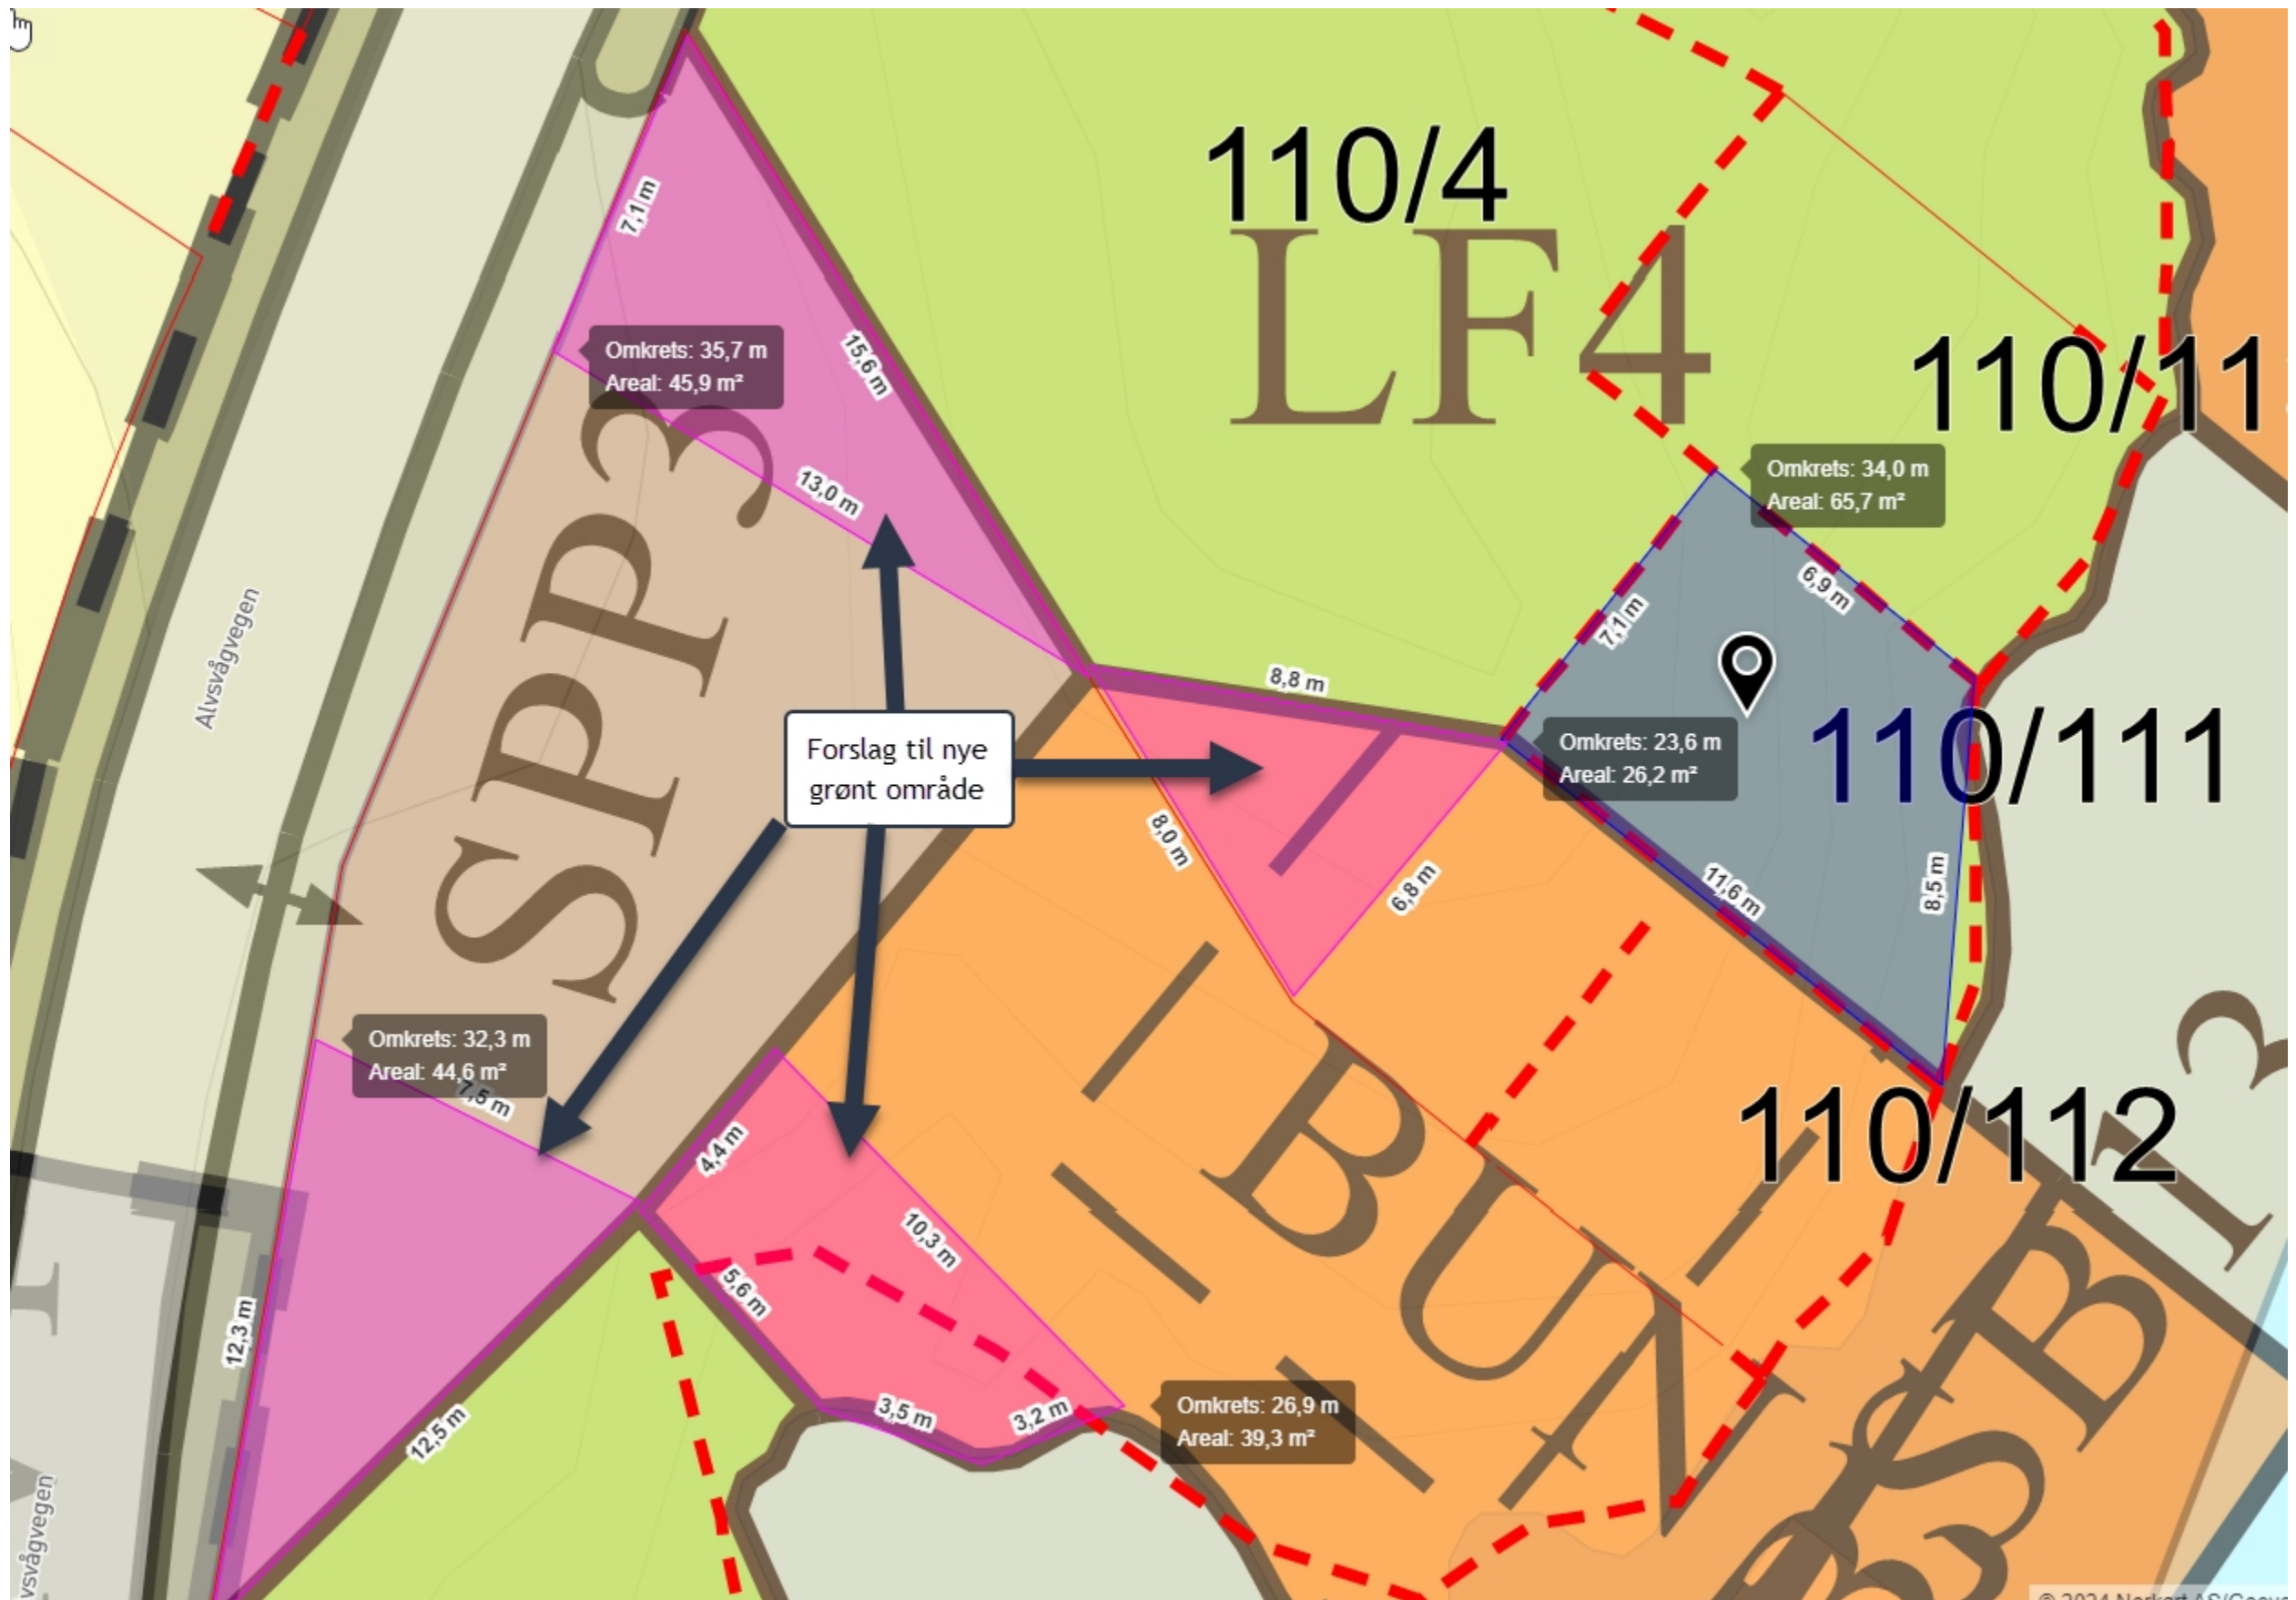 110/4
LF4
7,1 m
Omkrets: 35,7 m
Areal: 45,9 m²
15,6 m
110/11
SPP3
13,0 m
Omkrets: 34,0 m
Areal: 65,7 m²
6,9 m
7,1 m
Alvsvågvegen
8,8 m
Forslag til nye
grønt område
Omkrets: 23,6 m
Areal: 26,2 m²
110/111
8,0 m
6,8 m
11,6 m
8,5 m
Omkrets: 32,3 m
Areal: 44,6 m²
7,5 m
4,4 m
110/112
BUN
10,3 m
5,6 m
12,3 m
3,5 m
3,2 m
Omkrets: 26,9 m
Areal: 39,3 m²
12,5 m
vsvågvegen